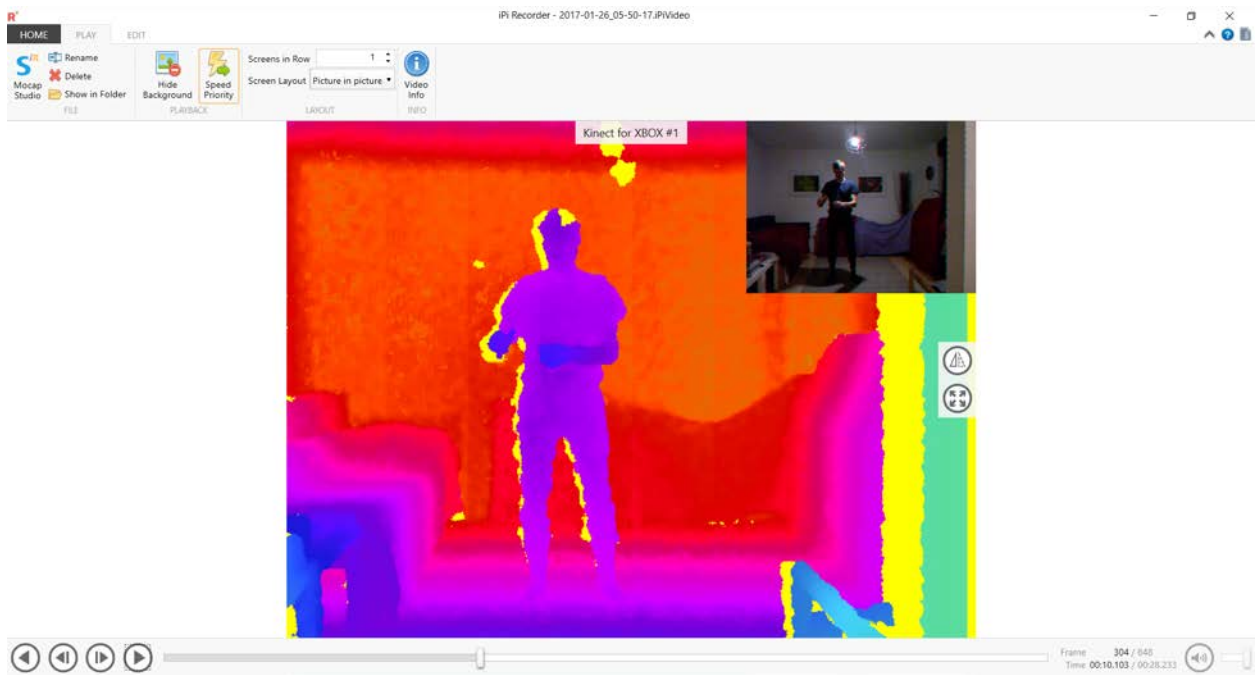 R
iPi Recorder - 2017-01-26_05-50-17.iPiVideo
HOME PLAY EDIT
Mocap Studio
Rename
Delete
Show in Folder
FILE
Hide Background
Speed Priority
PLAYBACK
Screens in Row 1
Screen Layout Picture in picture
LAYOUT
Video Info
INFO
Kinect for XBOX #1
Frame 304 / 848
Time 00:10.103 / 00:28.233